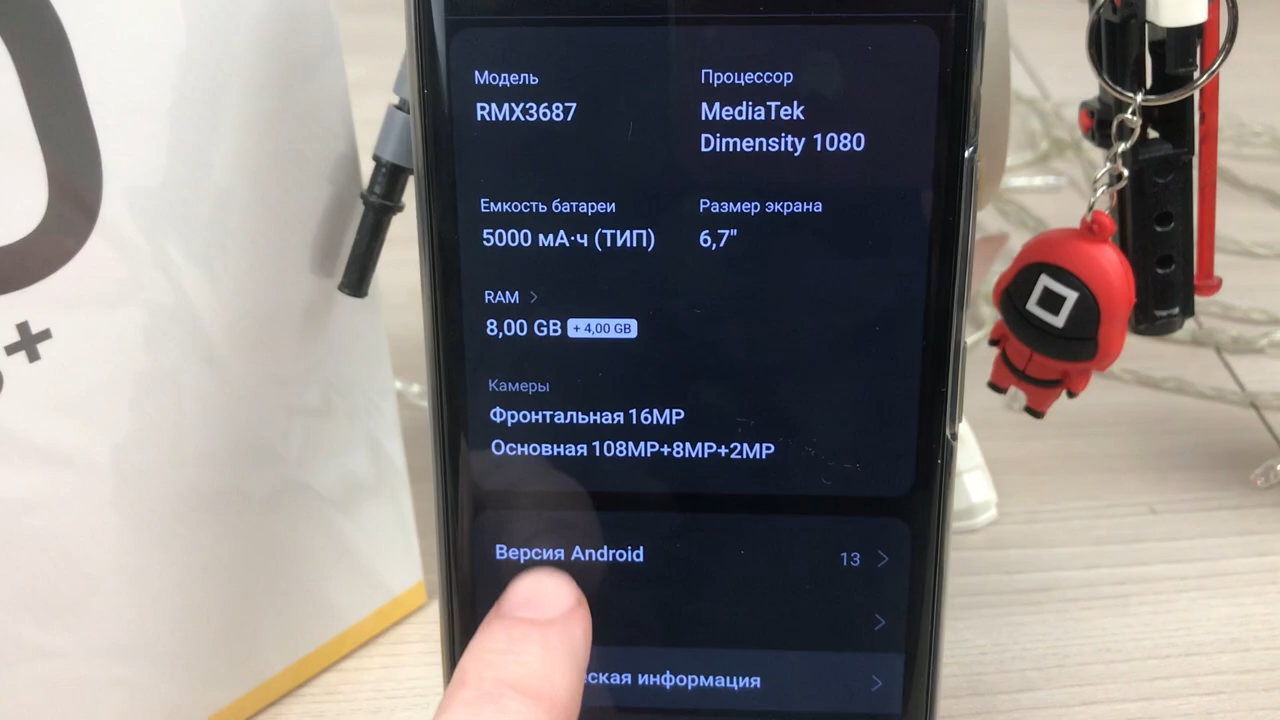 Модель
RMX3687
Процессор
MediaTek
Dimensity 1080
Емкость батареи
5000 мА·ч (ТИП)
Размер экрана
6,7"
RAM
8,00 GB + 4,00 GB
Камеры
Фронтальная 16MP
Основная 108MP+8MP+2MP
Версия Android 13
еская информация